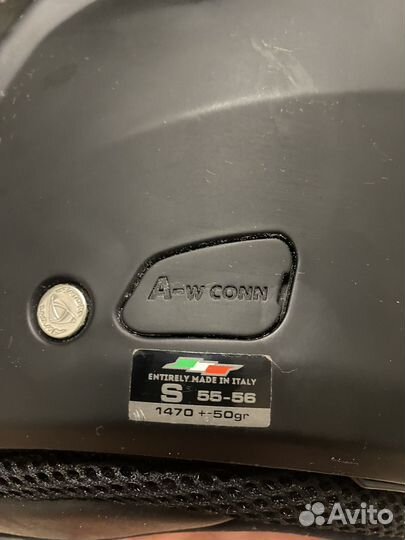 A-W CONN
ENTIRELY MADE IN ITALY
S 55-56
1470 +-50gr
Avito